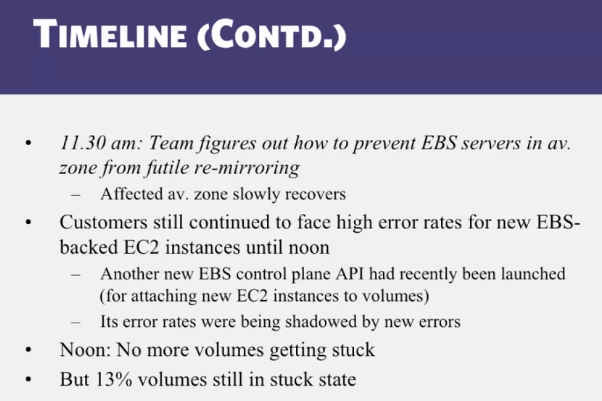 TIMELINE (CONTD.)
• 11.30 am: Team figures out how to prevent EBS servers in av.
zone from futile re-mirroring
– Affected av. zone slowly recovers
• Customers still continued to face high error rates for new EBS-
backed EC2 instances until noon
– Another new EBS control plane API had recently been launched
(for attaching new EC2 instances to volumes)
– Its error rates were being shadowed by new errors
• Noon: No more volumes getting stuck
• But 13% volumes still in stuck state